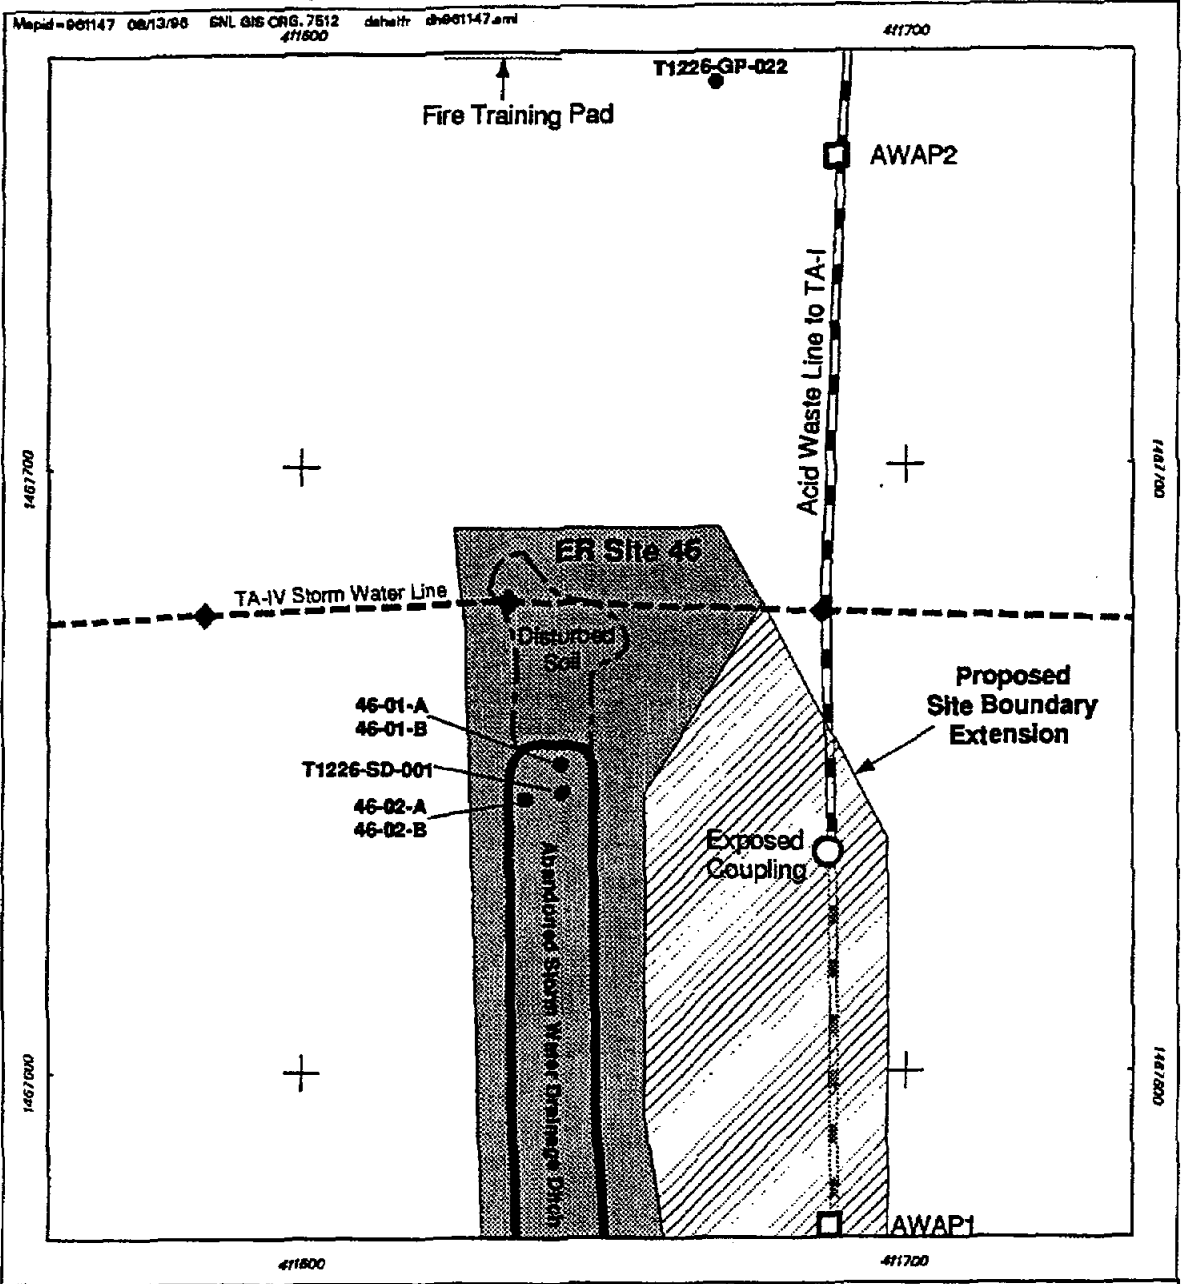 Mapid=961147 08/13/96 SNL GIS ORG. 7512 dahelfr dh961147.aml
411600
411700
T1226-GP-022
Fire Training Pad
AWAP2
Acid Waste Line to TA-I
1467700
1467700
ER Site 46
TA-IV Storm Water Line
Disturbed
Soil
Proposed
Site Boundary
Extension
46-01-A
46-01-B
T1226-SD-001
46-02-A
46-02-B
Exposed
Coupling
Abandoned Storm Water Drainage Ditch
1467600
1467600
AWAP1
411600
411700